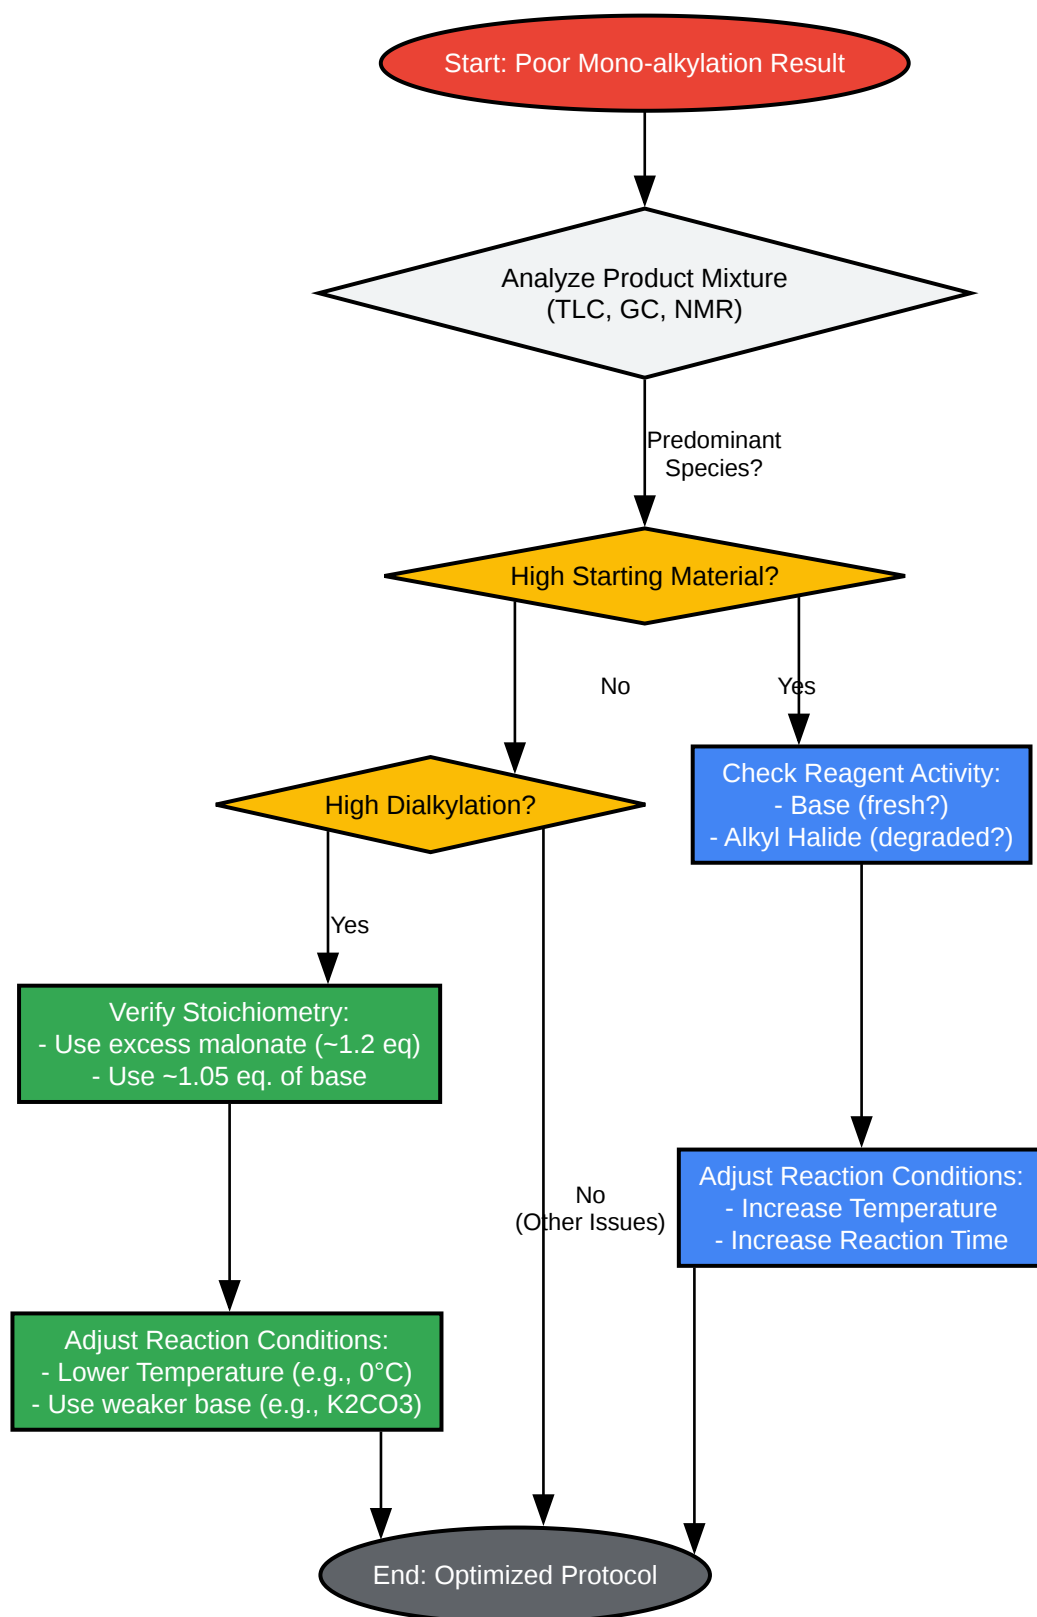 Start: Poor Mono-alkylation Result
Analyze Product Mixture
(TLC, GC, NMR)
Predominant
Species?
High Starting Material?
No
Yes
Check Reagent Activity:
- Base (fresh?)
- Alkyl Halide (degraded?)
High Dialkylation?
Yes
Verify Stoichiometry:
- Use excess malonate (~1.2 eq)
- Use ~1.05 eq. of base
No
(Other Issues)
Adjust Reaction Conditions:
- Increase Temperature
- Increase Reaction Time
Adjust Reaction Conditions:
- Lower Temperature (e.g., 0°C)
- Use weaker base (e.g., K2CO3)
End: Optimized Protocol